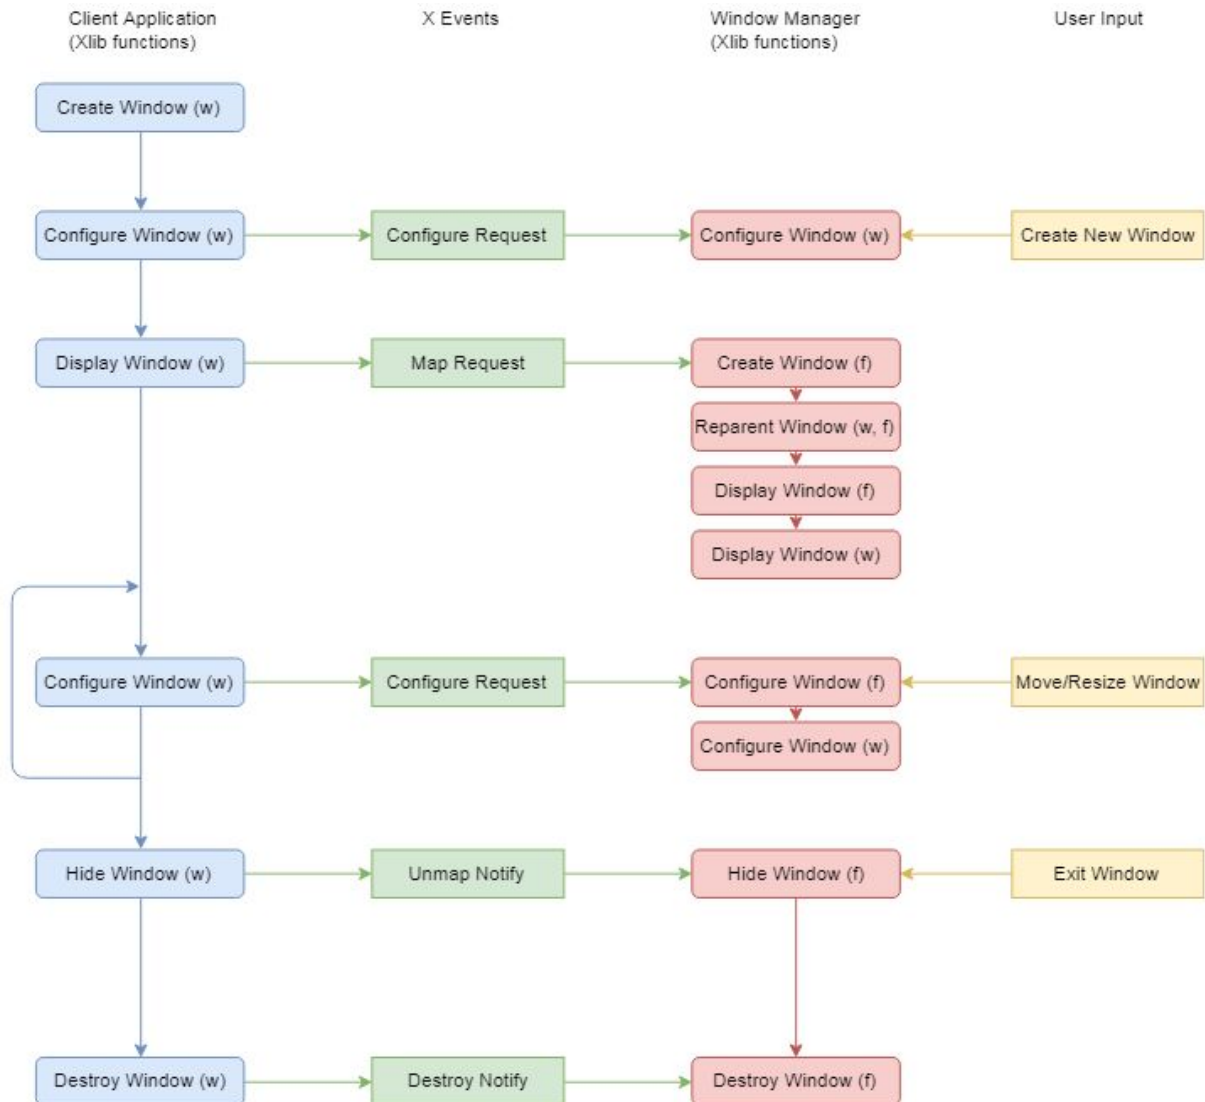 Client Application
(Xlib functions)
X Events
Window Manager
(Xlib functions)
User Input
Create Window (w)
Configure Window (w)
Configure Request
Configure Window (w)
Create New Window
Display Window (w)
Map Request
Create Window (f)
Reparent Window (w, f)
Display Window (f)
Display Window (w)
Configure Window (w)
Configure Request
Configure Window (f)
Move/Resize Window
Configure Window (w)
Hide Window (w)
Unmap Notify
Hide Window (f)
Exit Window
Destroy Window (w)
Destroy Notify
Destroy Window (f)